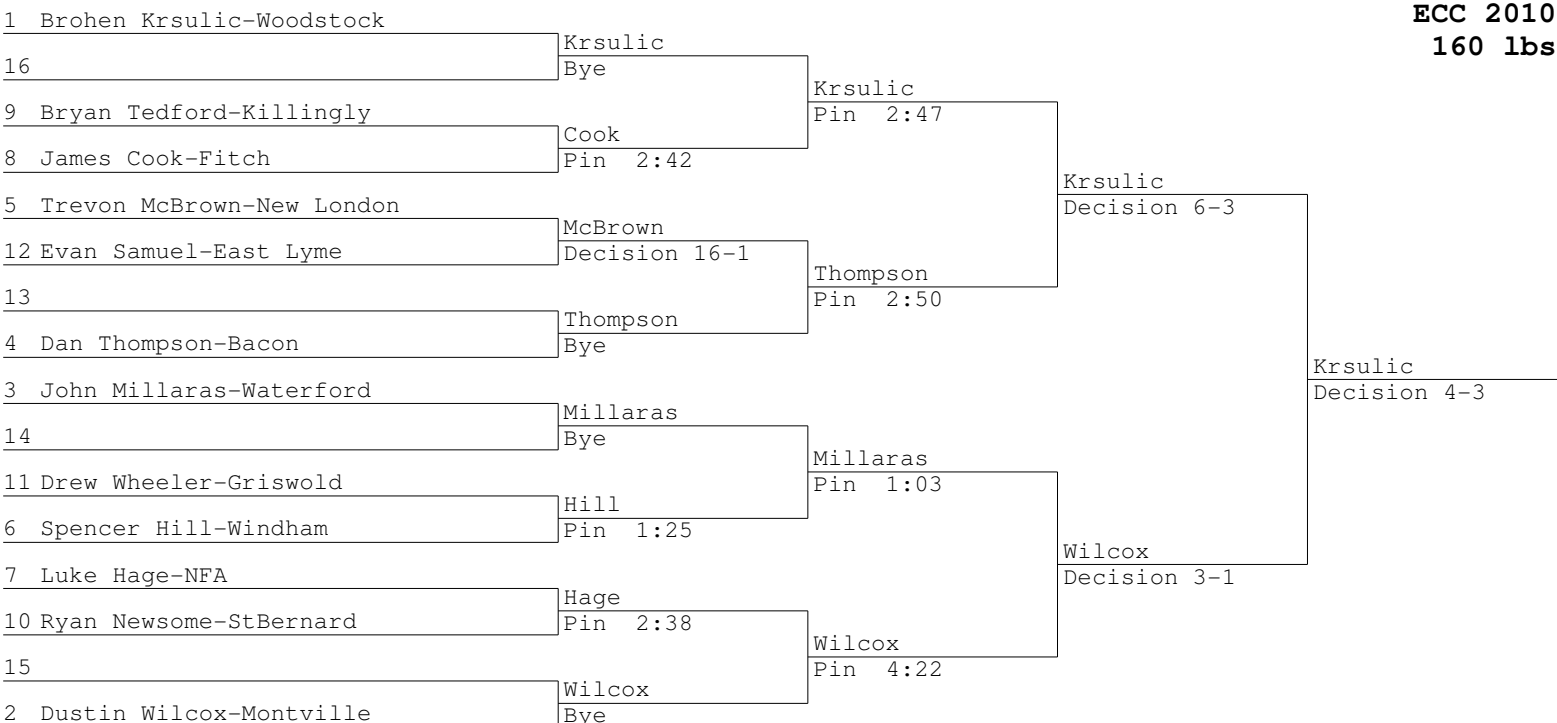 ECC 2010
160 lbs
1 Brohen Krsulic-Woodstock
Krsulic
16
Bye
Krsulic
9 Bryan Tedford-Killingly
Pin 2:47
Cook
8 James Cook-Fitch
Pin 2:42
Krsulic
5 Trevon McBrown-New London
Decision 6-3
McBrown
12 Evan Samuel-East Lyme
Decision 16-1
Thompson
13
Pin 2:50
Thompson
4 Dan Thompson-Bacon
Bye
Krsulic
3 John Millaras-Waterford
Decision 4-3
Millaras
14
Bye
Millaras
11 Drew Wheeler-Griswold
Pin 1:03
Hill
6 Spencer Hill-Windham
Pin 1:25
Wilcox
7 Luke Hage-NFA
Decision 3-1
Hage
10 Ryan Newsome-StBernard
Pin 2:38
Wilcox
15
Pin 4:22
Wilcox
2 Dustin Wilcox-Montville
Bye